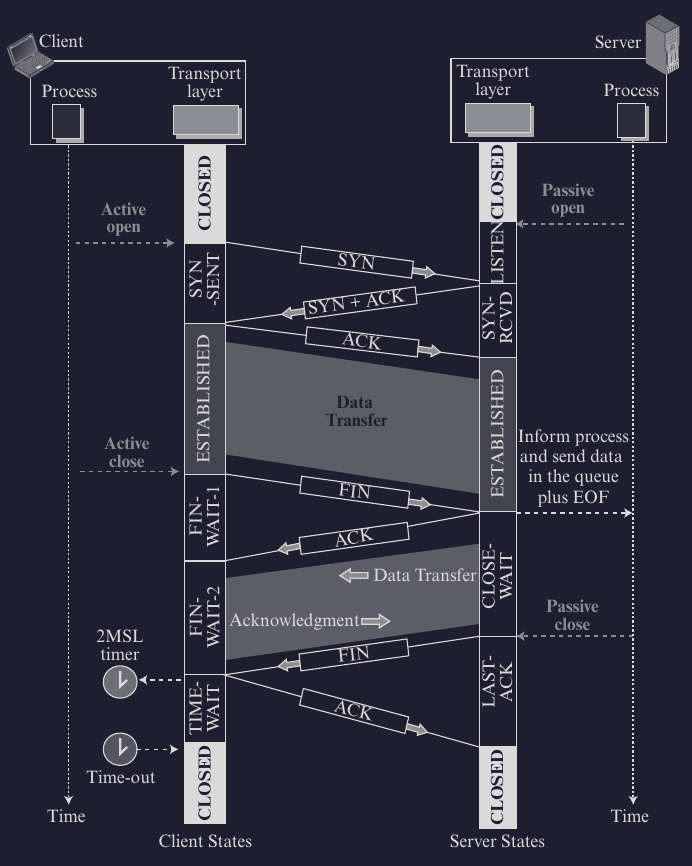 Client
Server
Process
Transport
layer
Transport
layer
Process
CLOSED
CLOSED
Active
open
Passive
open
SYN
-SENT
LISTEN
SYN
SYN + ACK
SYN-
RCVD
ACK
ESTABLISHED
ESTABLISHED
Data
Transfer
Active
close
Inform process
and send data
in the queue
plus EOF
FIN-
WAIT-1
FIN
ACK
CLOSE-
WAIT
Data Transfer
FIN-
WAIT-2
Acknowledgment
Passive
close
2MSL
timer
FIN
LAST-
ACK
TIME-
WAIT
ACK
Time-out
CLOSED
CLOSED
Time
Time
Client States
Server States